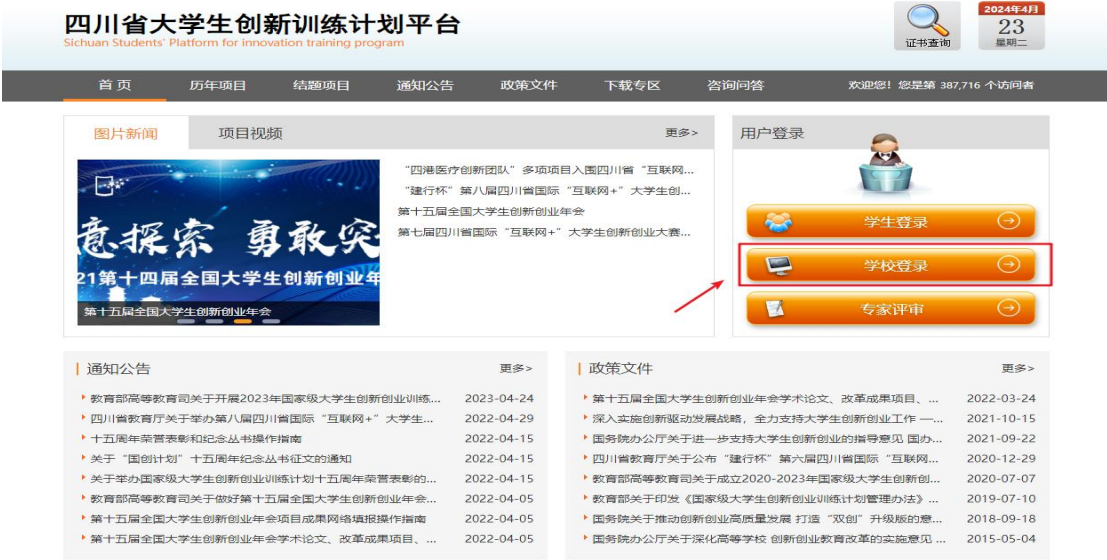 四川省大学生创新训练计划平台
Sichuan Students' Platform for innovation training program
证书查询
2024年4月
23
星期二
首 页 历年项目 结题项目 通知公告 政策文件 下载专区 咨询问答 欢迎您！您是第 387,716 个访问者
图片新闻 项目视频 更多>
意探索 勇敢突
21第十四届全国大学生创新创业年
第十五届全国大学生创新创业年会
“四港医疗创新团队”多项项目入围四川省“互联网...
“建行杯”第八届四川省国际“互联网+”大学生创...
第十五届全国大学生创新创业年会
第七届四川省国际“互联网+”大学生创新创业大赛...
用户登录
学生登录
学校登录
专家评审
通知公告 更多>
教育部高等教育司关于开展2023年国家级大学生创新创业训练... 2023-04-24
四川省教育厅关于举办第八届四川省国际“互联网+”大学生... 2022-04-29
十五周年荣誉表彰和纪念丛书操作指南 2022-04-15
关于“国创计划”十五周年纪念丛书征文的通知 2022-04-15
关于举办国家级大学生创新创业训练计划十五周年荣誉表彰的... 2022-04-15
教育部高等教育司关于做好第十五届全国大学生创新创业年会... 2022-04-05
第十五届全国大学生创新创业年会项目成果网络填报操作指南 2022-04-05
第十五届全国大学生创新创业年会学术论文、改革成果项目、... 2022-04-05
政策文件 更多>
第十五届全国大学生创新创业年会学术论文、改革成果项目、... 2022-03-24
深入实施创新驱动发展战略，全力支持大学生创新创业工作 —... 2021-10-15
国务院办公厅关于进一步支持大学生创新创业的指导意见 国办... 2021-09-22
四川省教育厅关于公布“建行杯”第六届四川省国际“互联网... 2020-12-29
教育部高等教育司关于成立2020-2023年国家级大学生创新创... 2020-07-07
教育部关于印发《国家级大学生创新创业训练计划管理办法》... 2019-07-10
国务院关于推动创新创业高质量发展 打造“双创”升级版的意... 2018-09-18
国务院办公厅关于深化高等学校 创新创业教育改革的实施意见 ... 2015-05-04